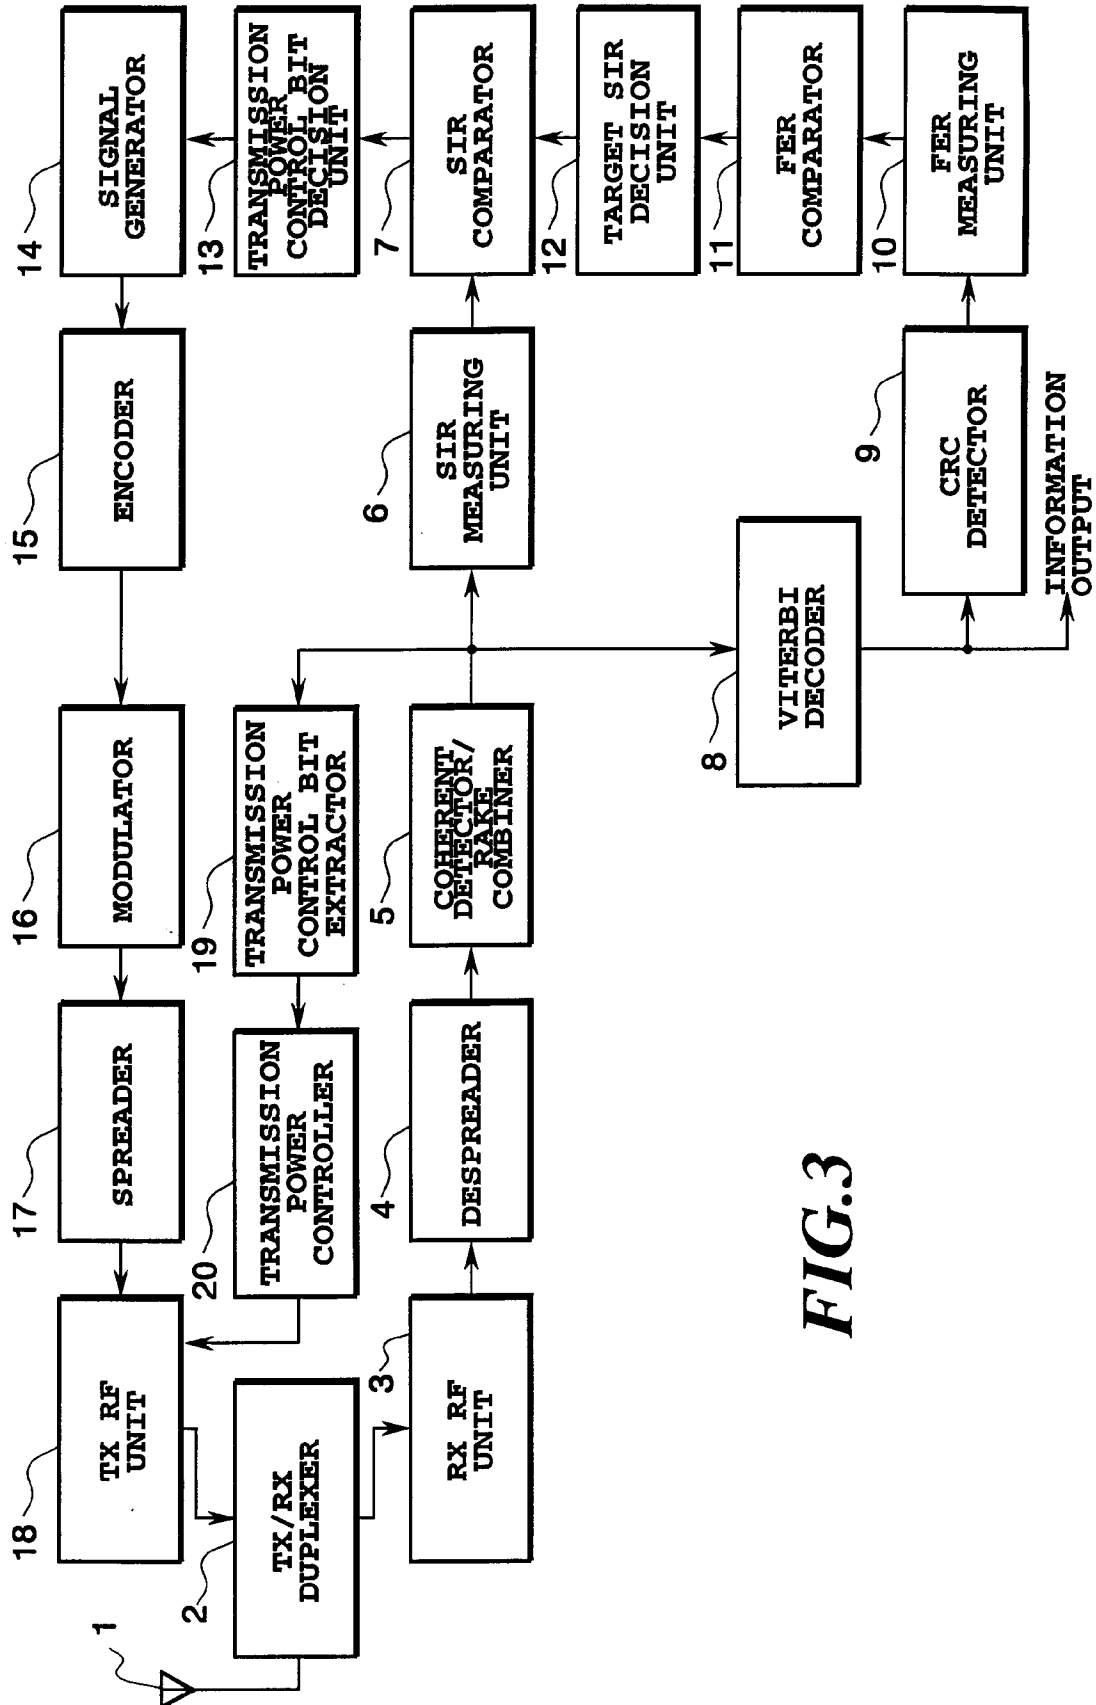 1
2
TX/RX
DUPLEXER
18
TX RF
UNIT
17
SPREADER
16
MODULATOR
15
ENCODER
14
SIGNAL
GENERATOR
20
TRANSMISSION
POWER
CONTROLLER
19
TRANSMISSION
POWER
CONTROL BIT
EXTRACTOR
13
TRANSMISSION
POWER
CONTROL BIT
DECISION
UNIT
3
RX RF
UNIT
4
DESPREADER
5
COHERENT
DETECTOR/
RAKE
COMBINER
6
SIR
MEASURING
UNIT
7
SIR
COMPARATOR
12
TARGET SIR
DECISION
UNIT
8
VITERBI
DECODER
11
FER
COMPARATOR
9
CRC
DETECTOR
10
FER
MEASURING
UNIT
INFORMATION
OUTPUT
FIG.3